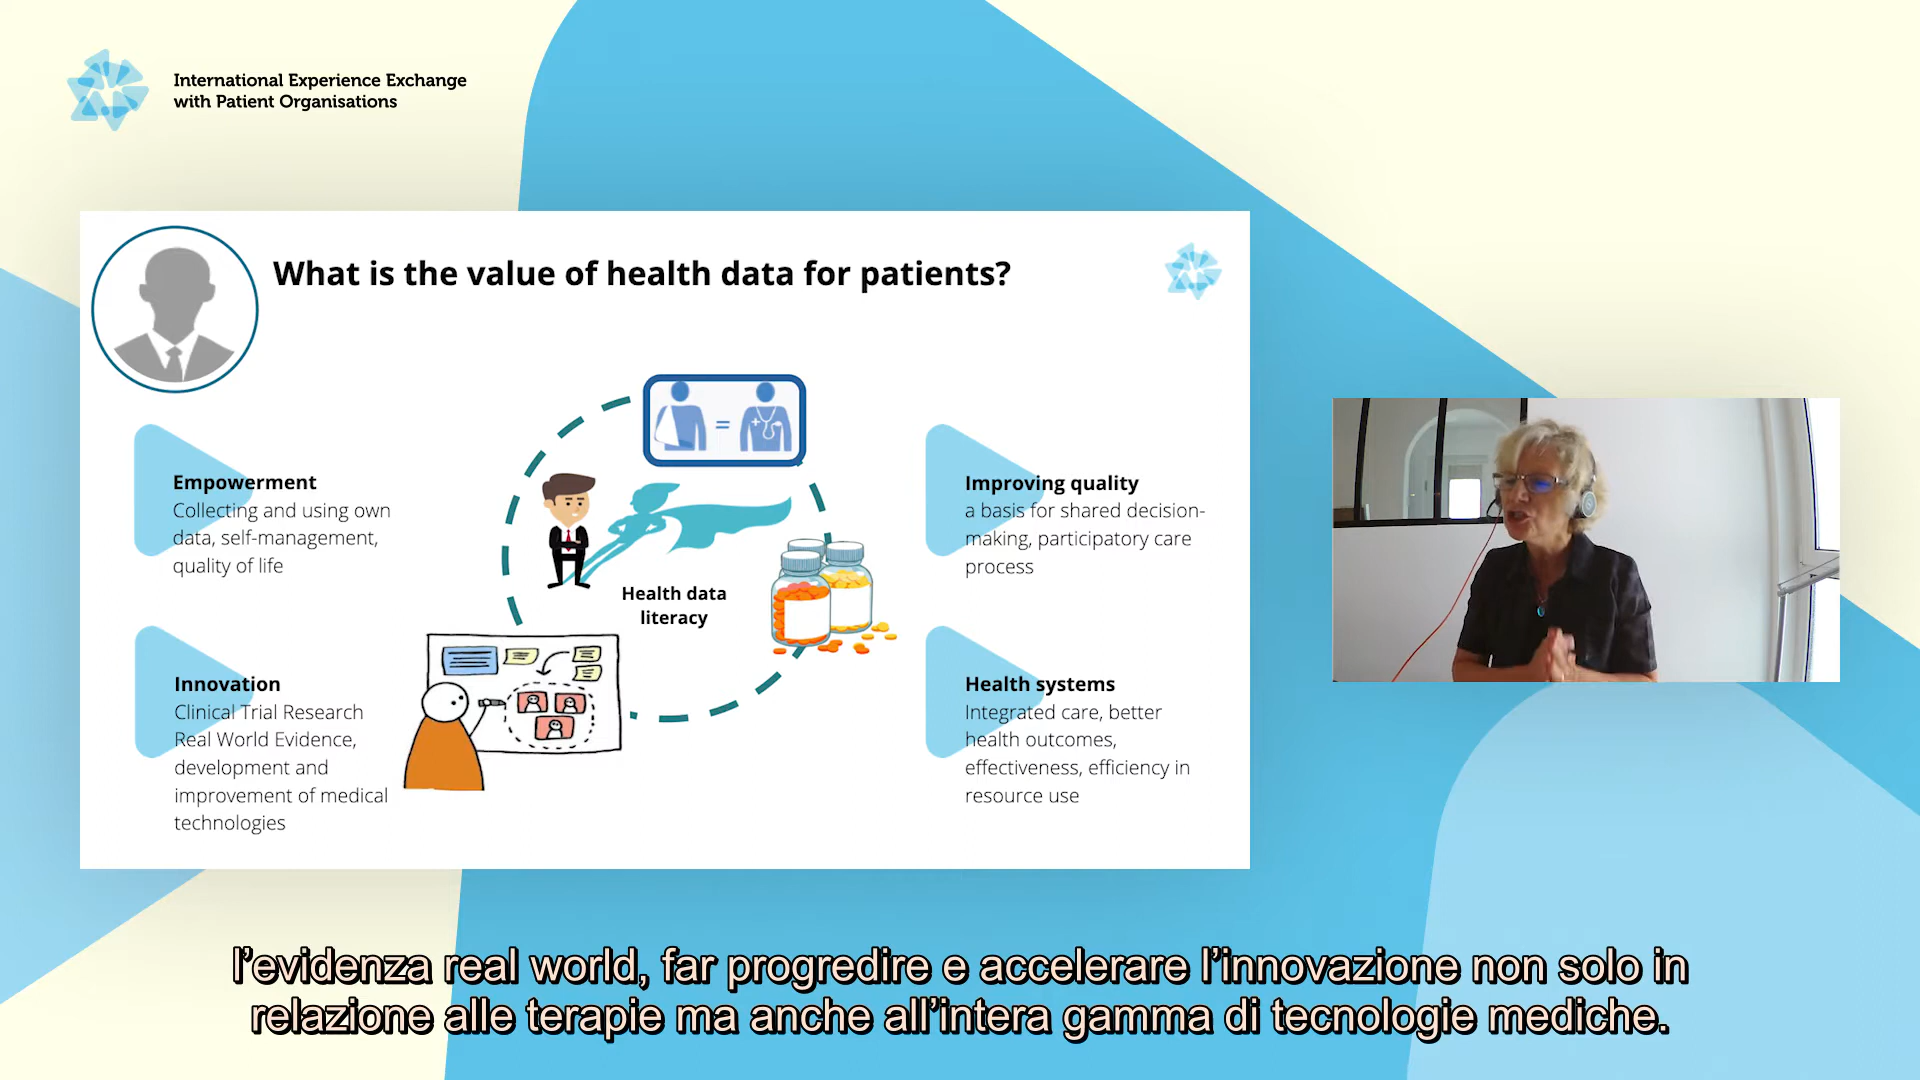 International Experience Exchange
with Patient Organisations
What is the value of health data for patients?
Empowerment
Collecting and using own
data, self-management,
quality of life
Innovation
Clinical Trial Research
Real World Evidence,
development and
improvement of medical
technologies
=
Health data
literacy
Improving quality
a basis for shared decision-
making, participatory care
process
Health systems
Integrated care, better
health outcomes,
effectiveness, efficiency in
resource use
l’evidenza real world, far progredire e accelerare l’innovazione non solo in
relazione alle terapie ma anche all’intera gamma di tecnologie mediche.